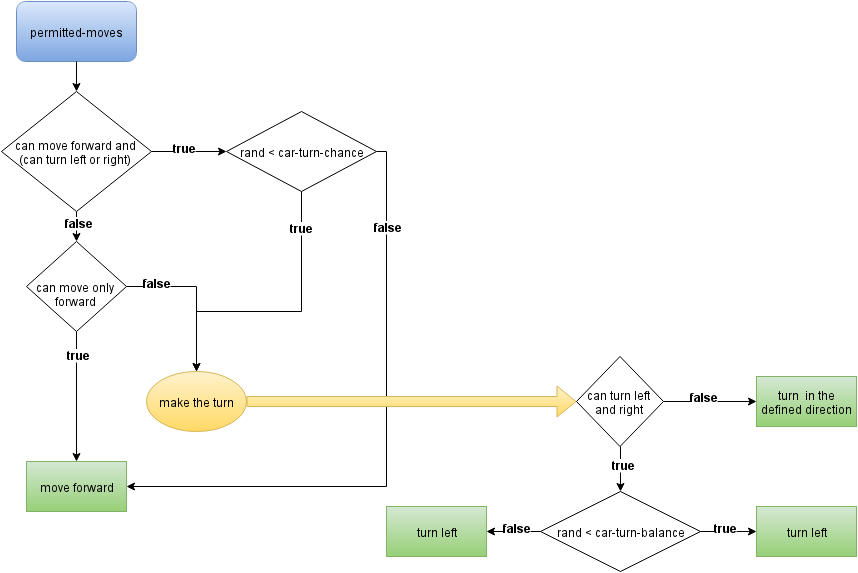 permitted-moves
can move forward and
(can turn left or right)
true
rand < car-turn-chance
false
true
false
can move only
forward
false
true
make the turn
can turn left
and right
false
turn in the
defined direction
true
move forward
turn left
false
rand < car-turn-balance
true
turn left